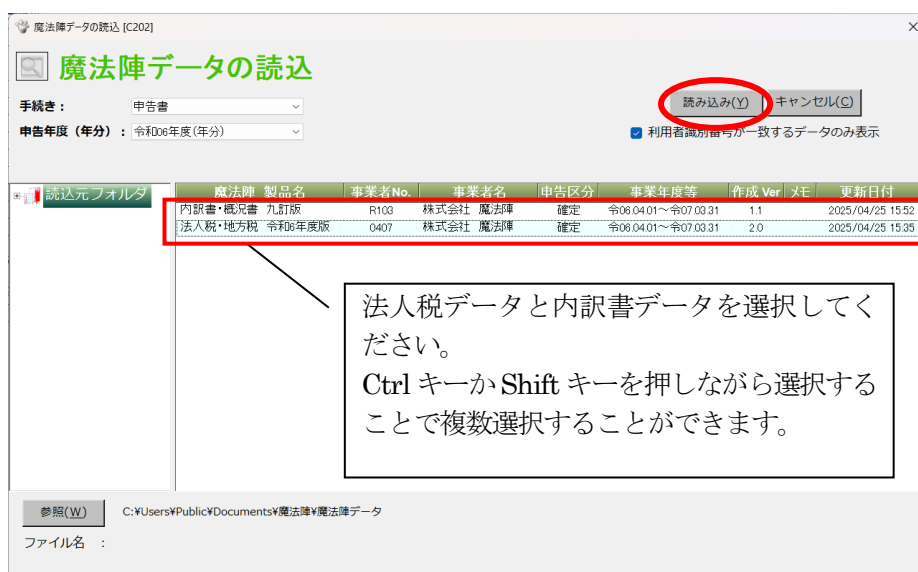 魔法陣データの読込 [C202]
魔法陣データの読込
手続き： 申告書
読み込み(Y) キャンセル(C)
申告年度（年分）： 令和06年度(年分)
利用者識別番号が一致するデータのみ表示
読込元フォルダ
魔法陣 製品名 事業者No. 事業者名 申告区分 事業年度等 作成 Ver メモ 更新日付
内訳書・概況書 九訂版 R103 株式会社 魔法陣 確定 令06.04.01～令07.03.31 1.1 2025/04/25 15:52
法人税・地方税 令和6年度版 0407 株式会社 魔法陣 確定 令06.04.01～令07.03.31 2.0 2025/04/25 15:35
法人税データと内訳書データを選択してく
ださい。
Ctrl キーか Shift キーを押しながら選択する
ことで複数選択することができます。
参照(W) C:¥Users¥Public¥Documents¥魔法陣¥魔法陣データ
ファイル名 ：